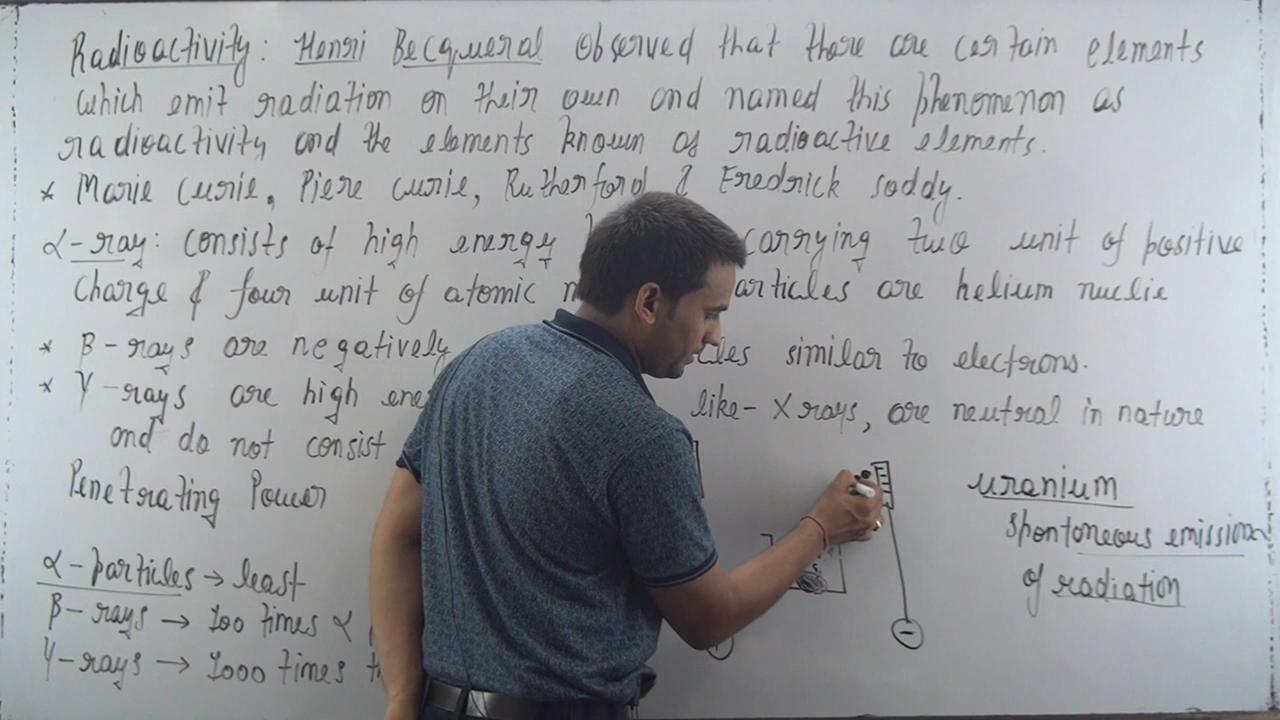 Radioactivity: Henri Becqueral Observed that there are certain elements
which emit radiation on their own and named this phenomenon as
radioactivity and the elements known as radioactive elements.
* Marie Curie, Piere curie, Rutherford & Fredrick soddy.
α-ray: consists of high energy carrying two unit of positive
Charge & four unit of atomic articles are helium nuclie
* β-rays are negatively cles similar to electrons.
* γ-rays are high ene like- X rays, are neutral in nature
and do not consist
Penetrating Power
uranium
spontaneous emission
of radiation
α-particles → least
β-rays → 100 times α
γ-rays → 1000 times t
−